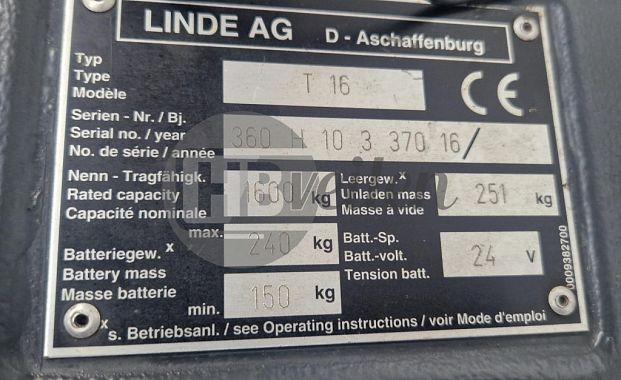 LINDE AG D - Aschaffenburg
Typ
Type
Modèle
T 16
CE
Serien - Nr. / Bj.
Serial no. / year
No. de série / année
360 H 10 3 370 16 /
Nenn - Tragfähigk.
Rated capacity
Capacité nominale
1600 kg
Leergew. x
Unladen mass
Masse à vide
251 kg
Batteriegew. x
Battery mass
Masse batterie
max. 240 kg
min. 150 kg
Batt.-Sp.
Batt.-volt.
Tension batt.
24 V
0009382700
x s. Betriebsanl. / see Operating instructions / voir Mode d'emploi
HB veilen